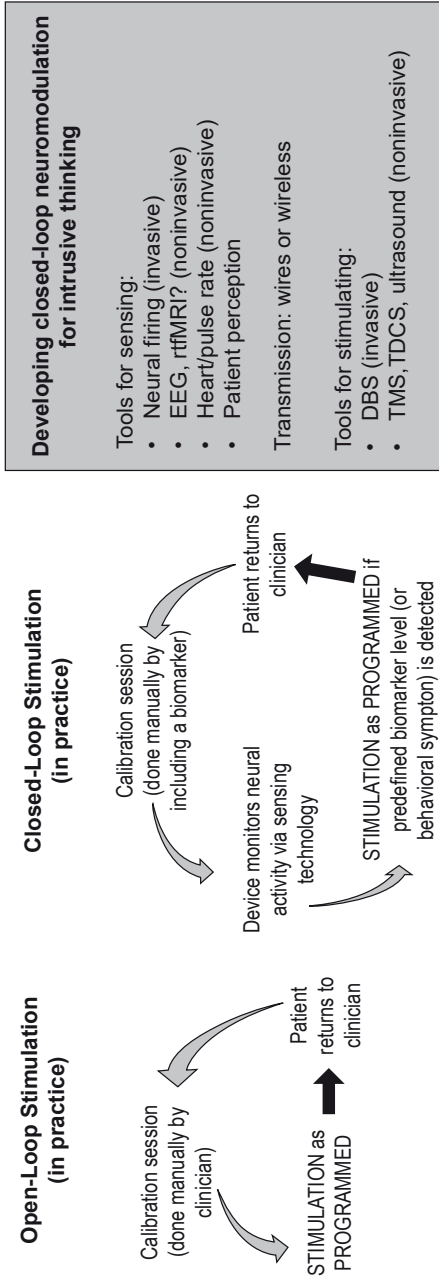 Open-Loop Stimulation
(in practice)
Calibration session
(done manually by
clinician)
STIMULATION as
PROGRAMMED
Patient
returns to
clinician
Closed-Loop Stimulation
(in practice)
Calibration session
(done manually by
including a biomarker)
Device monitors neural
activity via sensing
technology
STIMULATION as PROGRAMMED if
predefined biomarker level (or
behavioral sympton) is detected
Patient returns to
clinician
Developing closed-loop neuromodulation
for intrusive thinking
Tools for sensing:
• Neural firing (invasive)
• EEG, rtfMRI? (noninvasive)
• Heart/pulse rate (noninvasive)
• Patient perception
Transmission: wires or wireless
Tools for stimulating:
• DBS (invasive)
• TMS, TDCS, ultrasound (noninvasive)